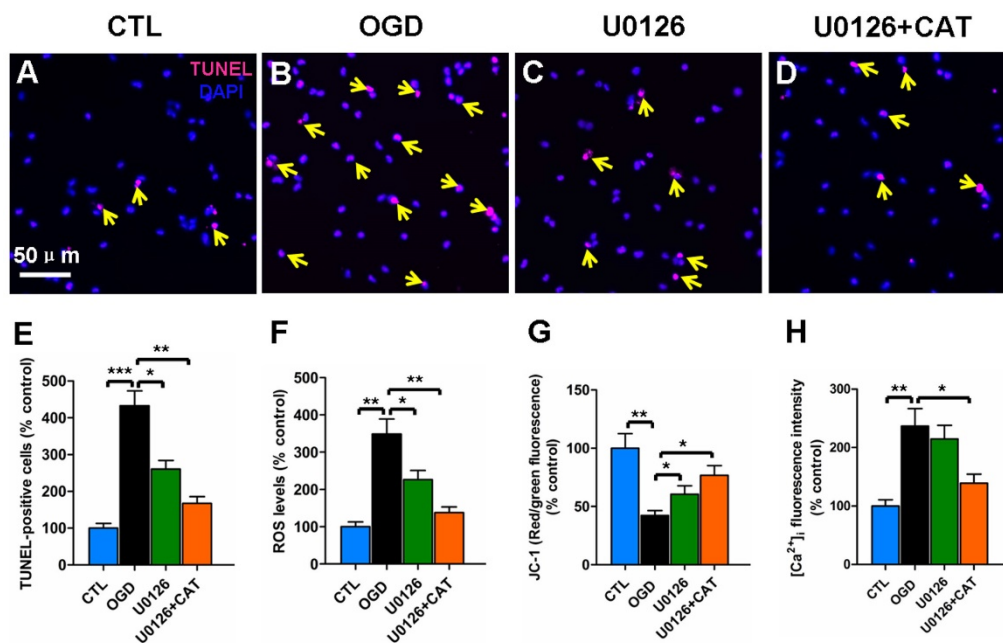 CTL OGD U0126 U0126+CAT
A B C D
TUNEL
DAPI
50 μm
E
TUNEL-positive cells (% control)
500
400
300
200
100
0
*** * **
CTL OGD U0126 U0126+CAT
F
ROS levels (% control)
500
400
300
200
100
0
** * **
CTL OGD U0126 U0126+CAT
G
JC-1 (Red/green fluorescence)
(% control)
150
100
50
0
** * *
CTL OGD U0126 U0126+CAT
H
[Ca²⁺]i fluorescence intensity
(% control)
300
200
100
0
** *
CTL OGD U0126 U0126+CAT